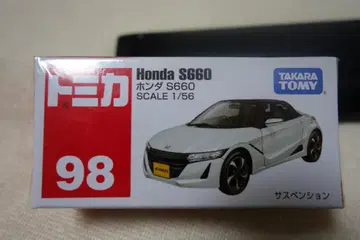 トミカ
98
Honda S660
ホンダ S660
SCALE 1/56
TAKARA
TOMY
サスペンション